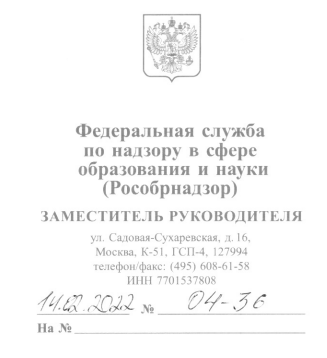 Федеральная служба
по надзору в сфере
образования и науки
(Рособрнадзор)
ЗАМЕСТИТЕЛЬ РУКОВОДИТЕЛЯ
ул. Садовая-Сухаревская, д. 16,
Москва, К-51, ГСП-4, 127994
телефон/факс: (495) 608-61-58
ИНН 7701537808
14.02.2022 № 04-36
На №